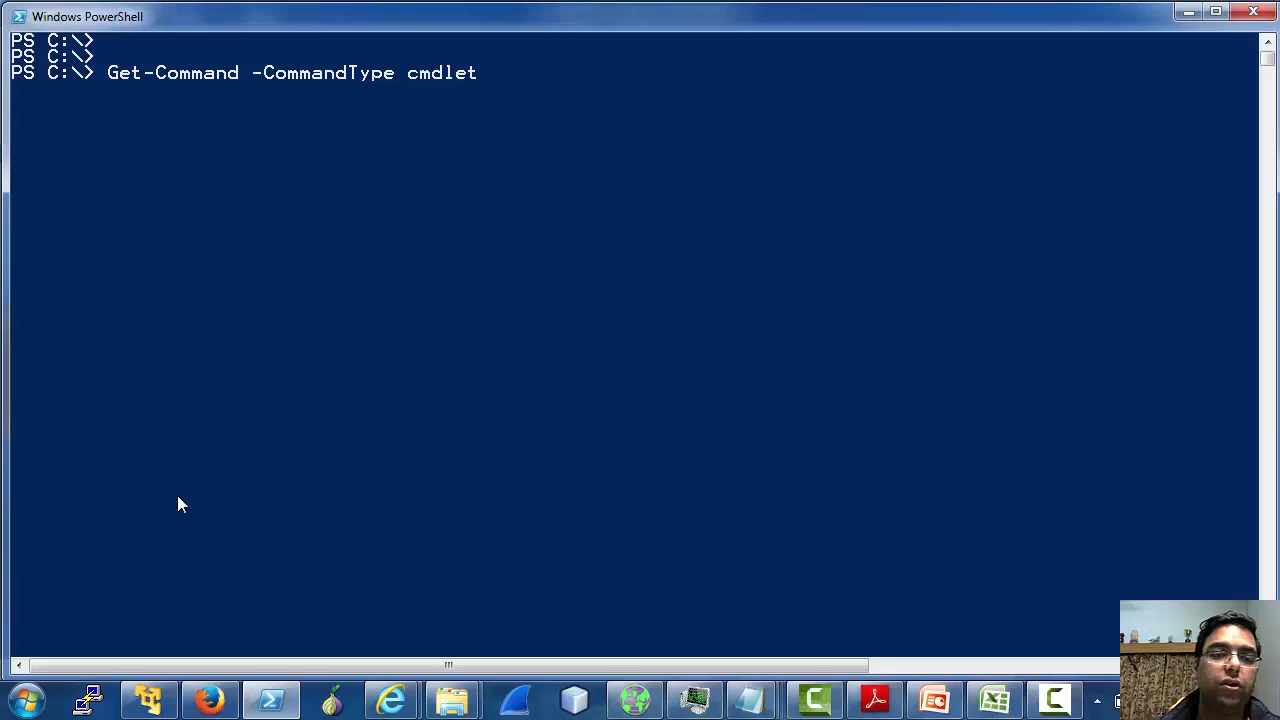 Windows PowerShell
PS C:\>
PS C:\>
PS C:\> Get-Command -CommandType cmdlet